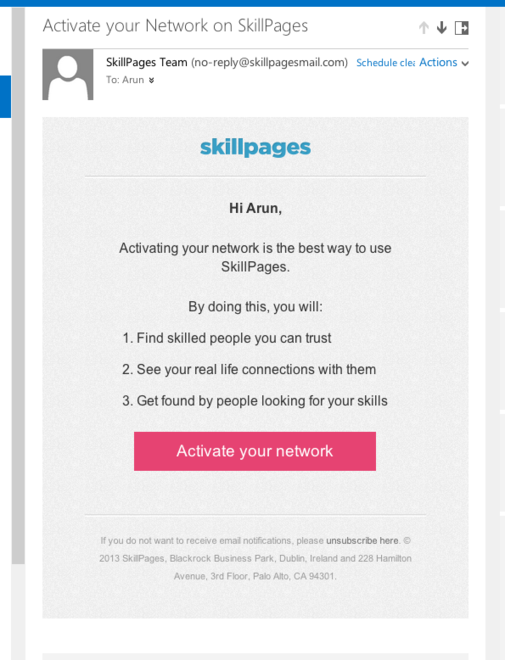 Activate your Network on SkillPages
SkillPages Team (no-reply@skillpagesmail.com) Schedule clea Actions
To: Arun
skillpages
Hi Arun,
Activating your network is the best way to use
SkillPages.
By doing this, you will:
1. Find skilled people you can trust
2. See your real life connections with them
3. Get found by people looking for your skills
Activate your network
If you do not want to receive email notifications, please unsubscribe here. ©
2013 SkillPages, Blackrock Business Park, Dublin, Ireland and 228 Hamilton
Avenue, 3rd Floor, Palo Alto, CA 94301.